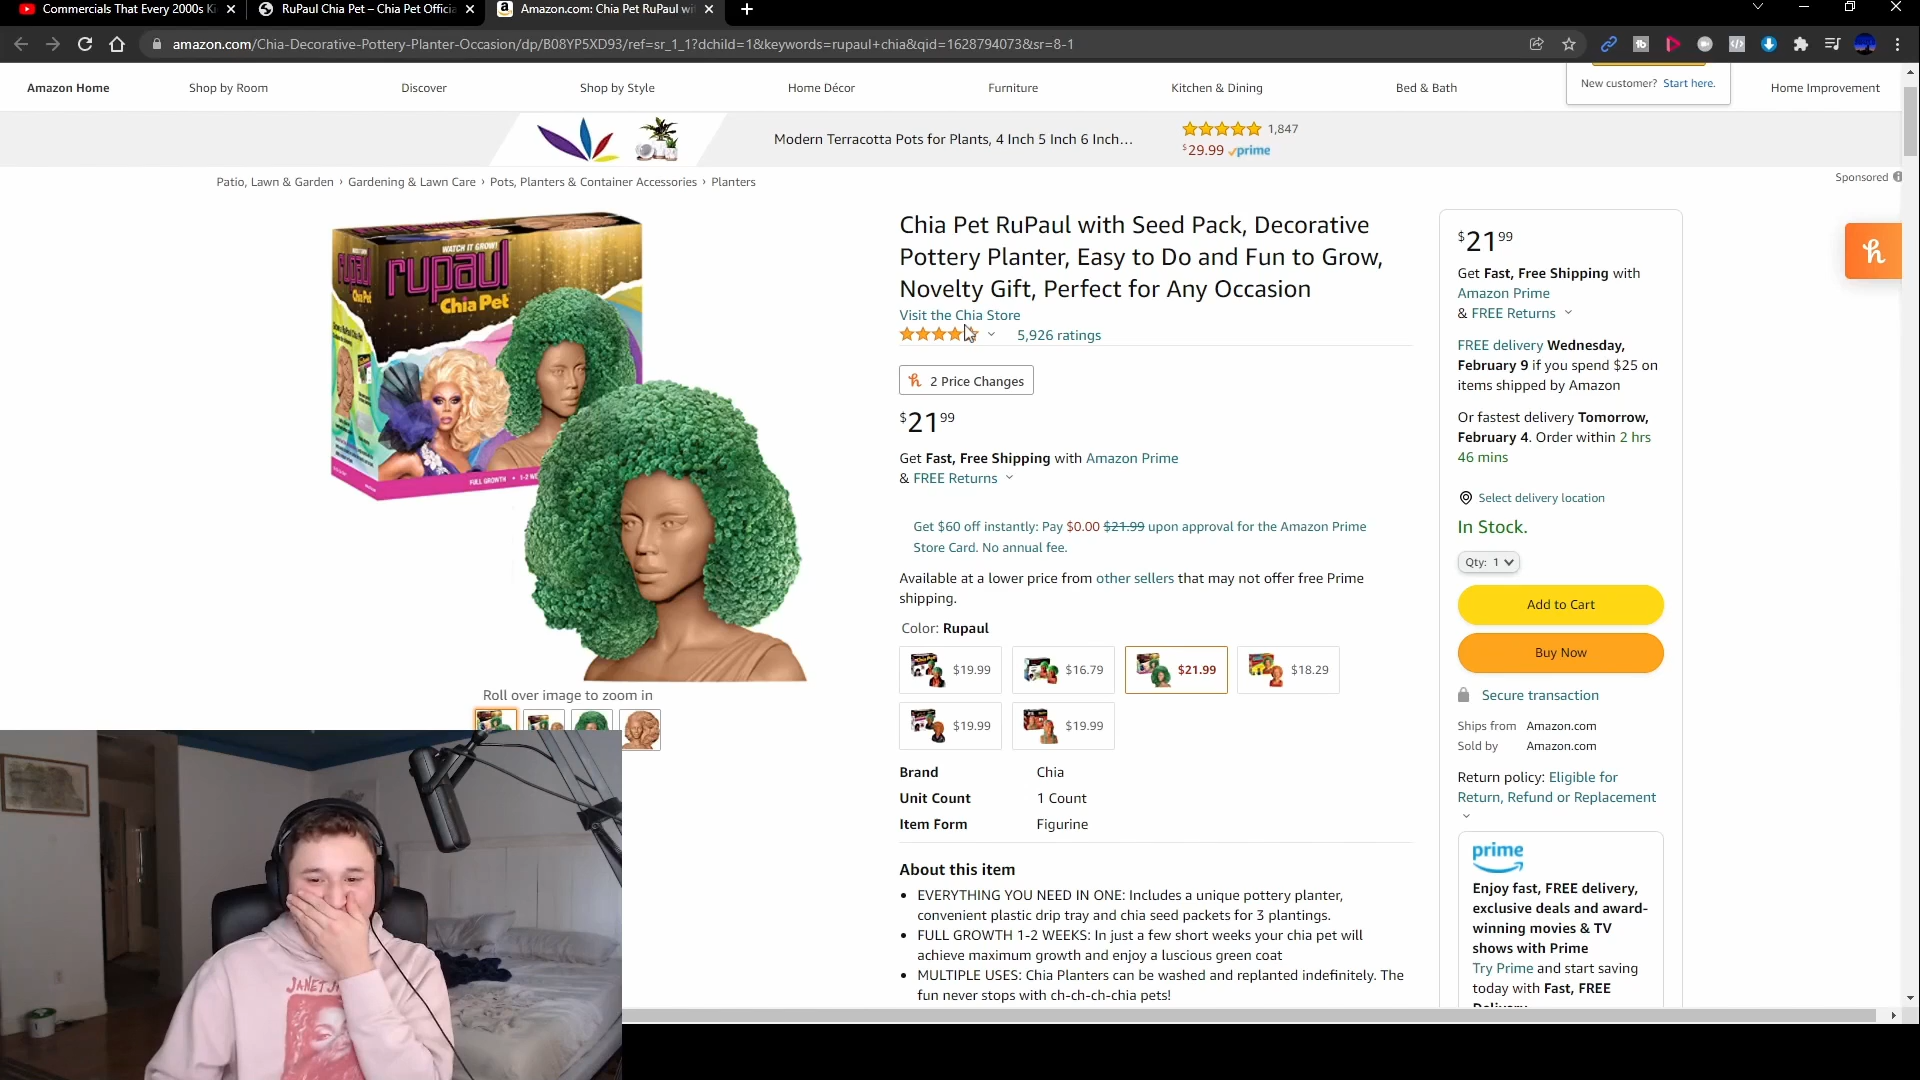 Commercials That Every 2000s Ki
RuPaul Chia Pet – Chia Pet Officia
Amazon.com: Chia Pet RuPaul wi
amazon.com/Chia-Decorative-Pottery-Planter-Occasion/dp/B08YP5XD93/ref=sr_1_1?dchild=1&keywords=rupaul+chia&qid=1628794073&sr=8-1
New customer? Start here.
Amazon Home
Shop by Room
Discover
Shop by Style
Home Décor
Furniture
Kitchen & Dining
Bed & Bath
Home Improvement
Modern Terracotta Pots for Plants, 4 Inch 5 Inch 6 Inch…
1,847
$29.99 prime
Sponsored
Patio, Lawn & Garden › Gardening & Lawn Care › Pots, Planters & Container Accessories › Planters
WATCH IT GROW!
rupaul
Chia Pet
rupaul
Chia Pet
FULL GROWTH • 1-2 WE
Roll over image to zoom in
Chia Pet RuPaul with Seed Pack, Decorative
Pottery Planter, Easy to Do and Fun to Grow,
Novelty Gift, Perfect for Any Occasion
Visit the Chia Store
5,926 ratings
2 Price Changes
$21 99
Get Fast, Free Shipping with Amazon Prime
& FREE Returns
Get $60 off instantly: Pay $0.00 $21.99 upon approval for the Amazon Prime
Store Card. No annual fee.
Available at a lower price from other sellers that may not offer free Prime
shipping.
Color: Rupaul
$19.99
$16.79
$21.99
$18.29
$19.99
$19.99
Brand Chia
Unit Count 1 Count
Item Form Figurine
About this item
• EVERYTHING YOU NEED IN ONE: Includes a unique pottery planter,
convenient plastic drip tray and chia seed packets for 3 plantings.
• FULL GROWTH 1-2 WEEKS: In just a few short weeks your chia pet will
achieve maximum growth and enjoy a luscious green coat
• MULTIPLE USES: Chia Planters can be washed and replanted indefinitely. The
fun never stops with ch-ch-ch-chia pets!
$21 99
Get Fast, Free Shipping with
Amazon Prime
& FREE Returns
FREE delivery Wednesday,
February 9 if you spend $25 on
items shipped by Amazon
Or fastest delivery Tomorrow,
February 4. Order within 2 hrs
46 mins
Select delivery location
In Stock.
Qty: 1
Add to Cart
Buy Now
Secure transaction
Ships from Amazon.com
Sold by Amazon.com
Return policy: Eligible for
Return, Refund or Replacement
prime
Enjoy fast, FREE delivery,
exclusive deals and award-
winning movies & TV
shows with Prime
Try Prime and start saving
today with Fast, FREE
Delivery